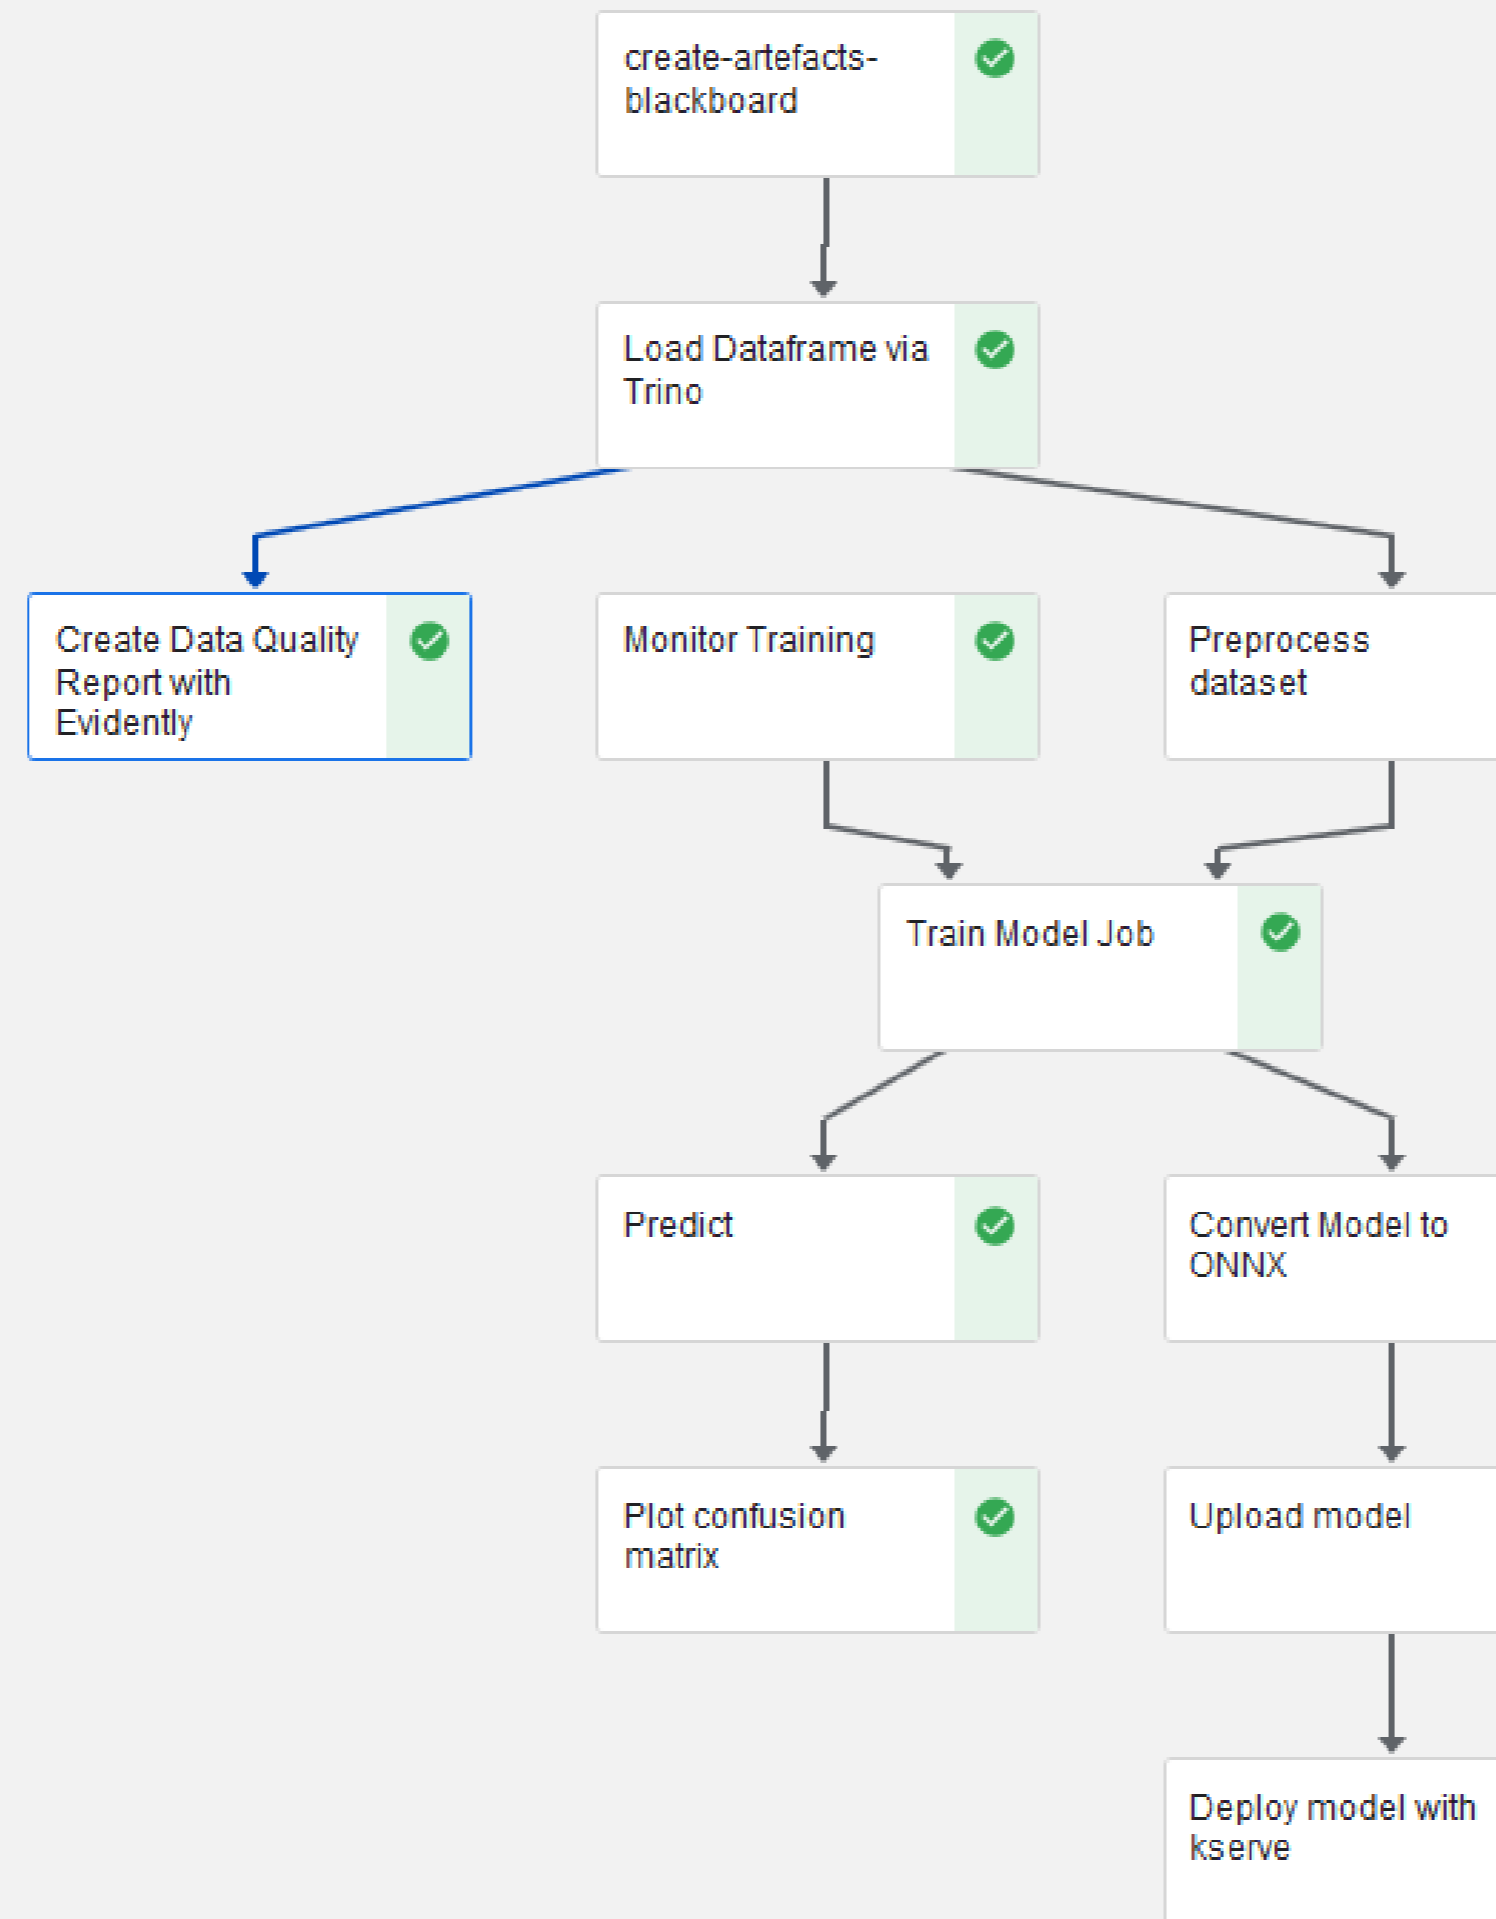 create-artefacts-
blackboard
Load Dataframe via
Trino
Create Data Quality
Report with
Evidently
Monitor Training
Preprocess
dataset
Train Model Job
Predict
Convert Model to
ONNX
Plot confusion
matrix
Upload model
Deploy model with
kserve